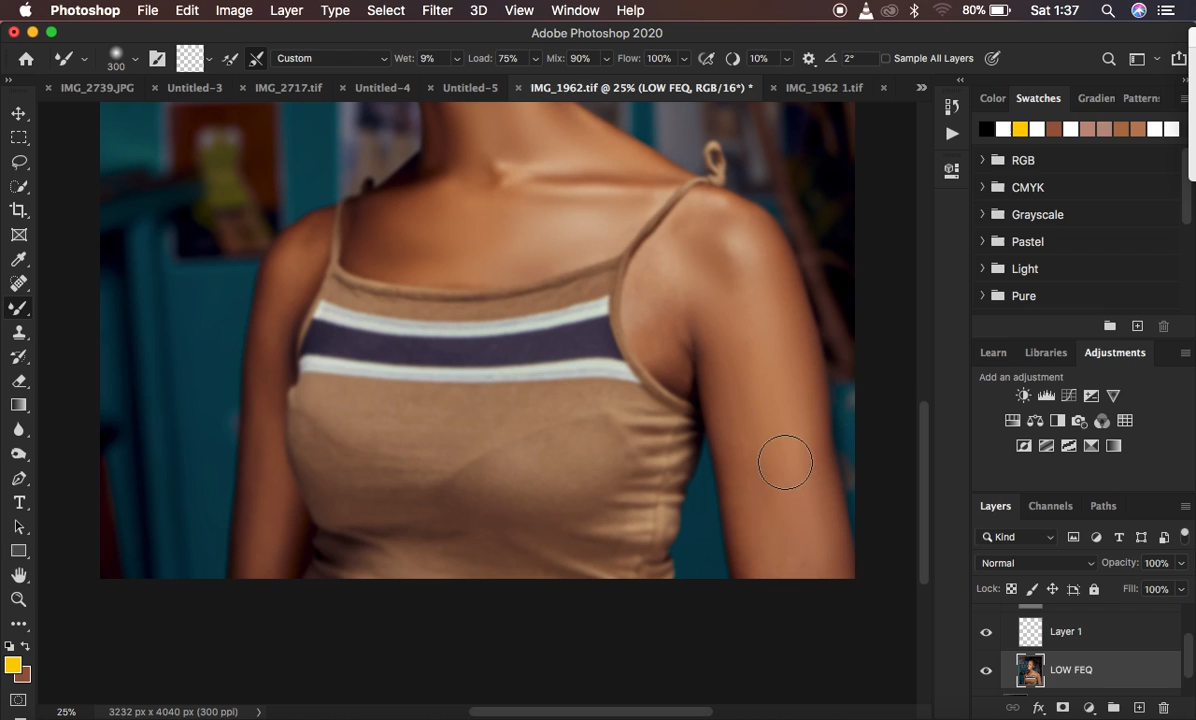 Photoshop File Edit Image Layer Type Select Filter 3D View Window Help 80% Sat 1:37
Adobe Photoshop 2020
300 Custom Wet: 9% Load: 75% Mix: 90% Flow: 100% 10% 2° Sample All Layers
IMG_2739.JPG Untitled-3 IMG_2717.tif Untitled-4 Untitled-5 IMG_1962.tif @ 25% (LOW FEQ, RGB/16*) * IMG_1962 1.tif
Color Swatches Gradien Pattern:
RGB
CMYK
Grayscale
Pastel
Light
Pure
Learn Libraries Adjustments
Add an adjustment
Layers Channels Paths
Kind
Normal Opacity: 100%
Lock: Fill: 100%
Layer 1
LOW FEQ
25% 3232 px x 4040 px (300 ppi)